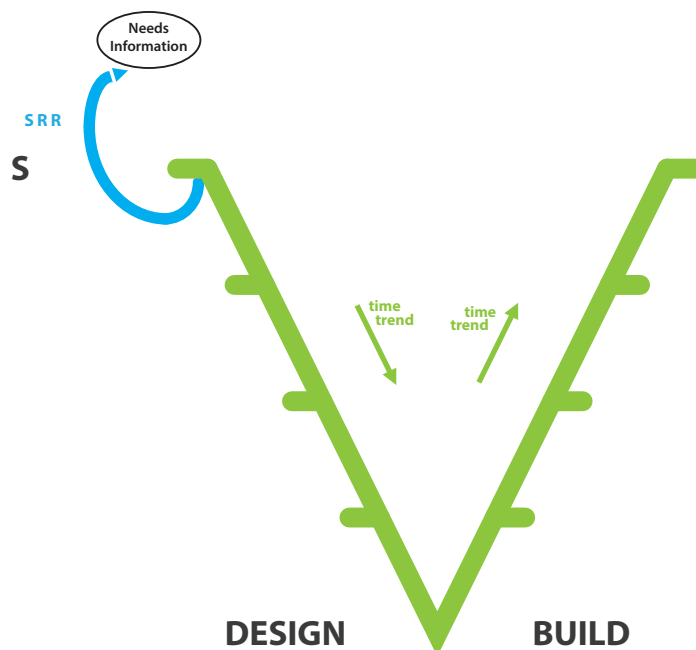 Needs
Information
SRR
S
time
trend
time
trend
DESIGN
BUILD